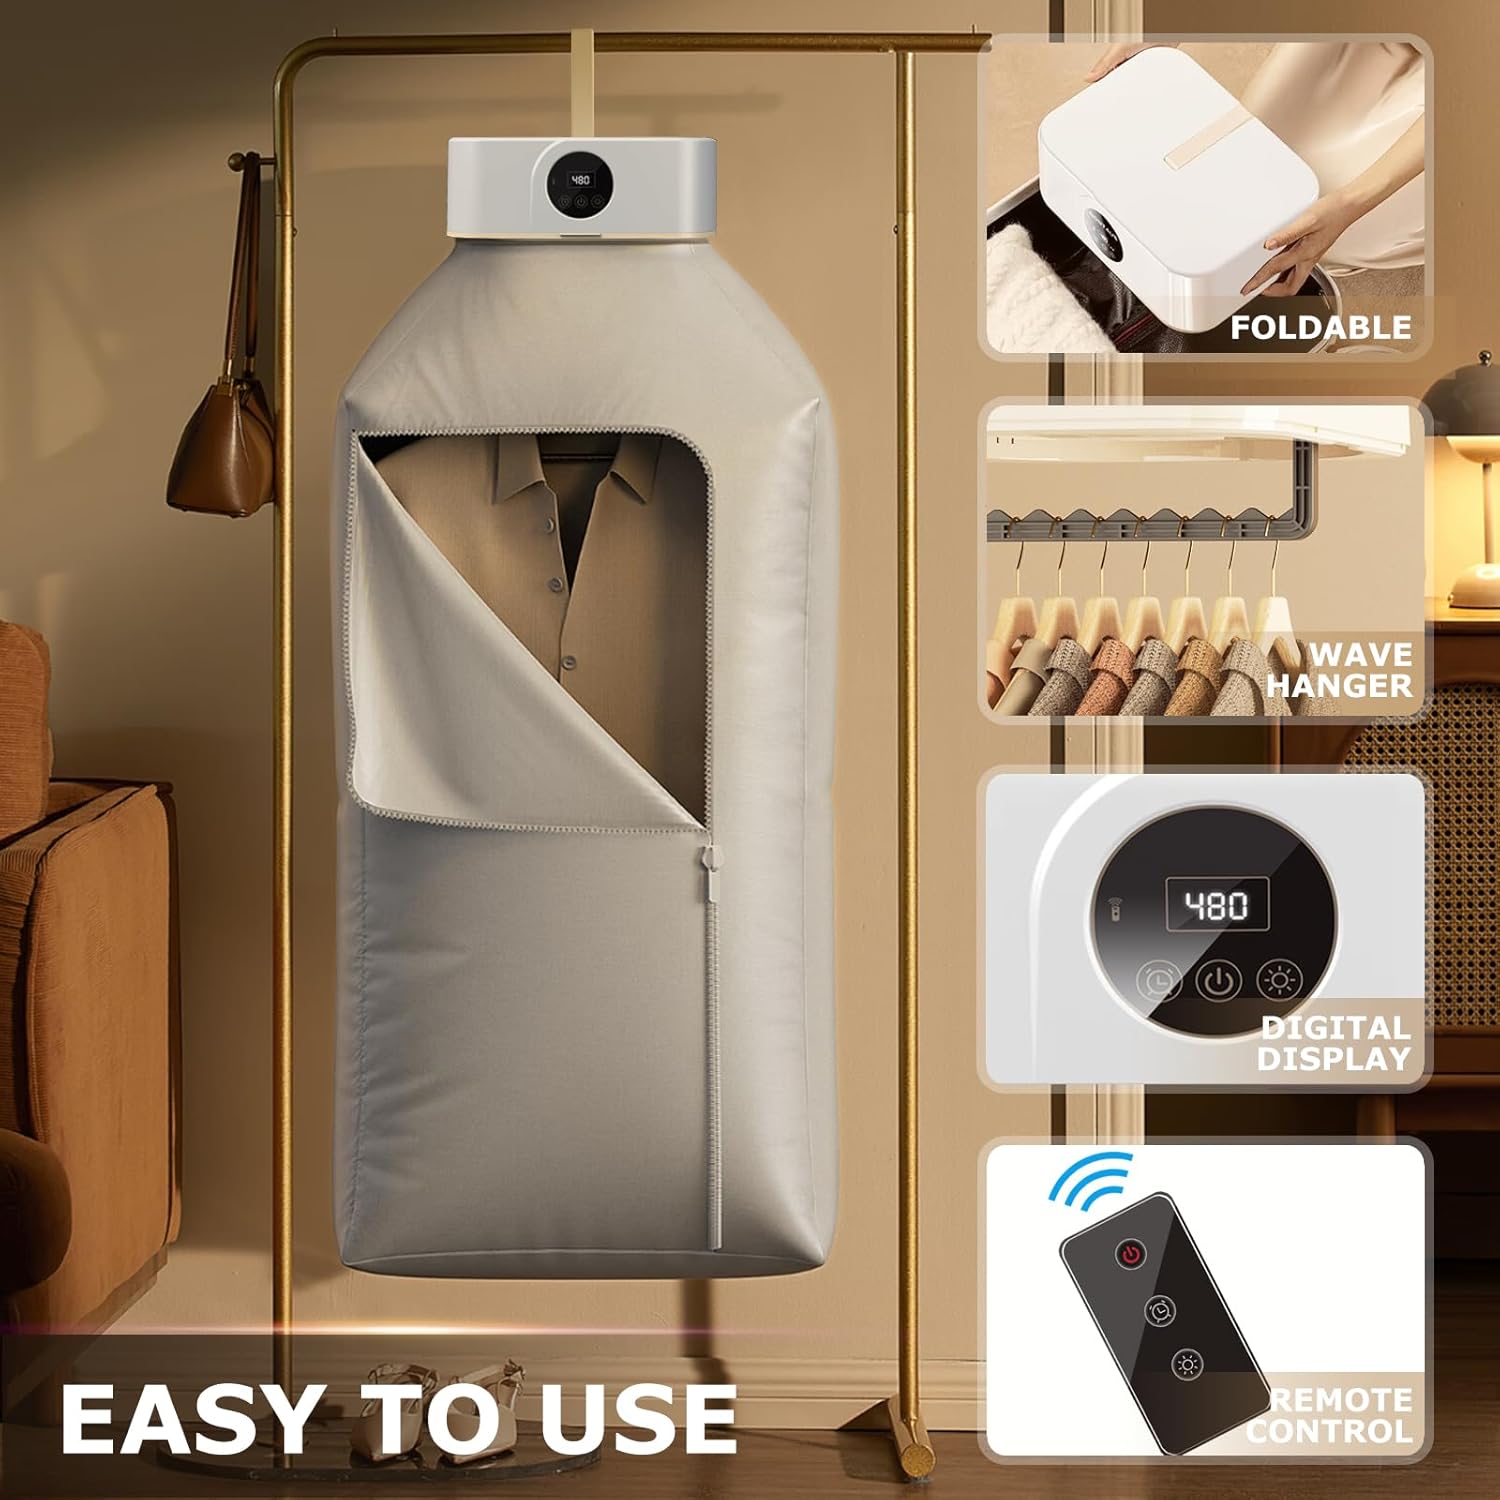 480
FOLDABLE
WAVE
HANGER
480
DIGITAL
DISPLAY
REMOTE
CONTROL
EASY TO USE